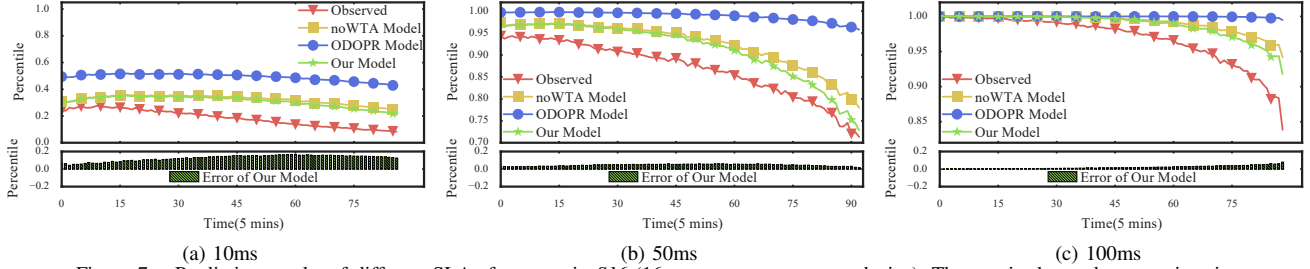 1.0
0.8
0.6
0.4
0.2
0.0
Percentile
Observed
noWTA Model
ODOPR Model
Our Model
0.2
0.0
−0.2
Percentile
Error of Our Model
0 15 30 45 60 75
Time(5 mins)
(a) 10ms
1.00
0.95
0.90
0.85
0.80
0.75
0.70
Percentile
Observed
noWTA Model
ODOPR Model
Our Model
0.2
0.0
−0.2
Percentile
Error of Our Model
0 15 30 45 60 75 90
Time(5 mins)
(b) 50ms
1.00
0.95
0.90
0.85
Percentile
Observed
noWTA Model
ODOPR Model
Our Model
0.2
0.0
−0.2
Percentile
Error of Our Model
0 15 30 45 60 75
Time(5 mins)
(c) 100ms